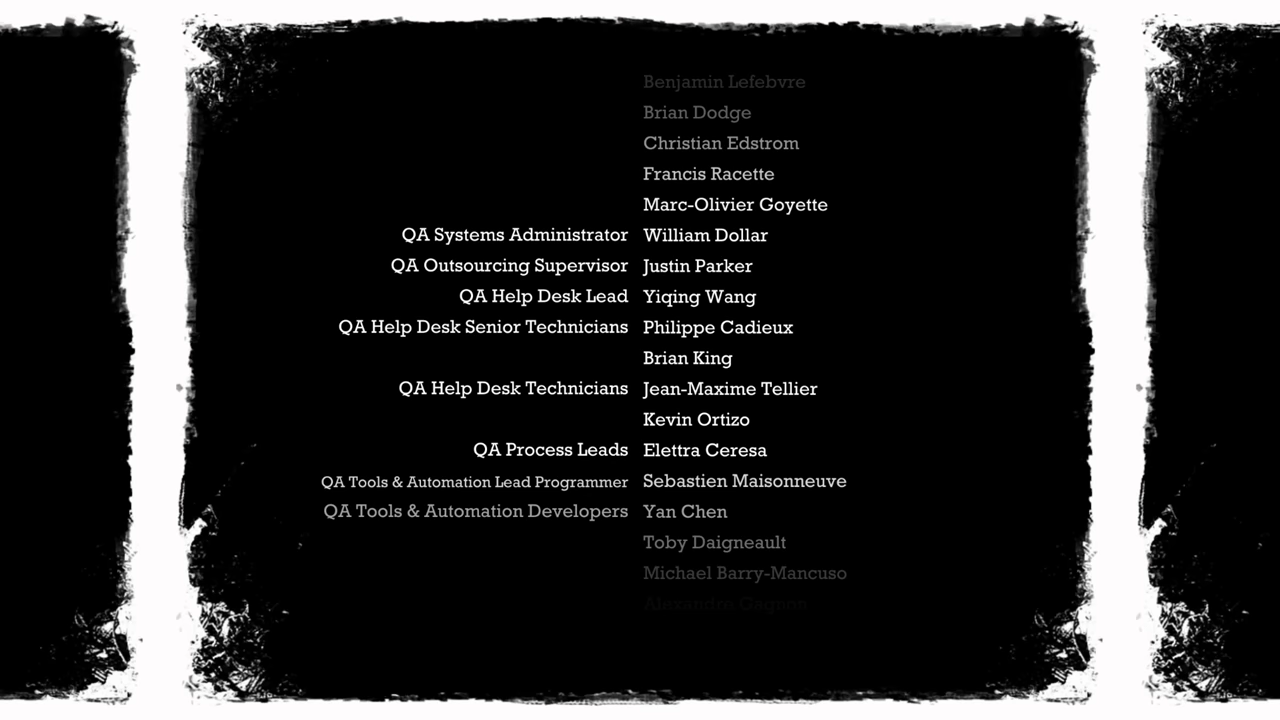 Benjamin Lefebvre
Brian Dodge
Christian Edstrom
Francis Racette
Marc-Olivier Goyette
QA Systems Administrator William Dollar
QA Outsourcing Supervisor Justin Parker
QA Help Desk Lead Yiqing Wang
QA Help Desk Senior Technicians Philippe Cadieux
Brian King
QA Help Desk Technicians Jean-Maxime Tellier
Kevin Ortizo
QA Process Leads Elettra Ceresa
QA Tools & Automation Lead Programmer Sebastien Maisonneuve
QA Tools & Automation Developers Yan Chen
Toby Daigneault
Michael Barry-Mancuso
Alexandre Gagnon